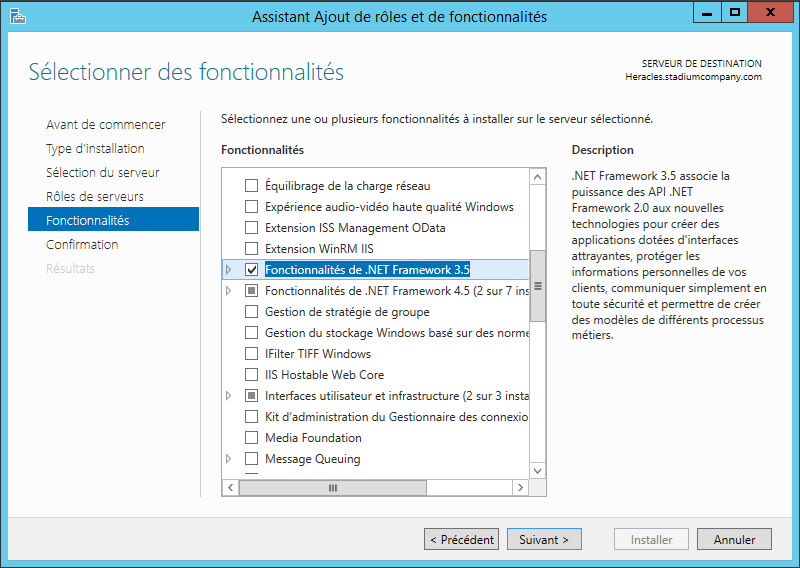 Assistant Ajout de rôles et de fonctionnalités
Sélectionner des fonctionnalités
SERVEUR DE DESTINATION
Heracles.stadiumcompany.com
Avant de commencer
Type d'installation
Sélection du serveur
Rôles de serveurs
Fonctionnalités
Confirmation
Résultats
Sélectionnez une ou plusieurs fonctionnalités à installer sur le serveur sélectionné.
Fonctionnalités
Équilibrage de la charge réseau
Expérience audio-vidéo haute qualité Windows
Extension ISS Management OData
Extension WinRM IIS
Fonctionnalités de .NET Framework 3.5
Fonctionnalités de .NET Framework 4.5 (2 sur 7 ins
Gestion de stratégie de groupe
Gestion du stockage Windows basé sur des norme
IFilter TIFF Windows
IIS Hostable Web Core
Interfaces utilisateur et infrastructure (2 sur 3 insta
Kit d'administration du Gestionnaire des connexio
Media Foundation
Message Queuing
Description
.NET Framework 3.5 associe la
puissance des API .NET
Framework 2.0 aux nouvelles
technologies pour créer des
applications dotées d'interfaces
attrayantes, protéger les
informations personnelles de vos
clients, communiquer simplement en
toute sécurité et permettre de créer
des modèles de différents processus
métiers.
< Précédent
Suivant >
Installer
Annuler